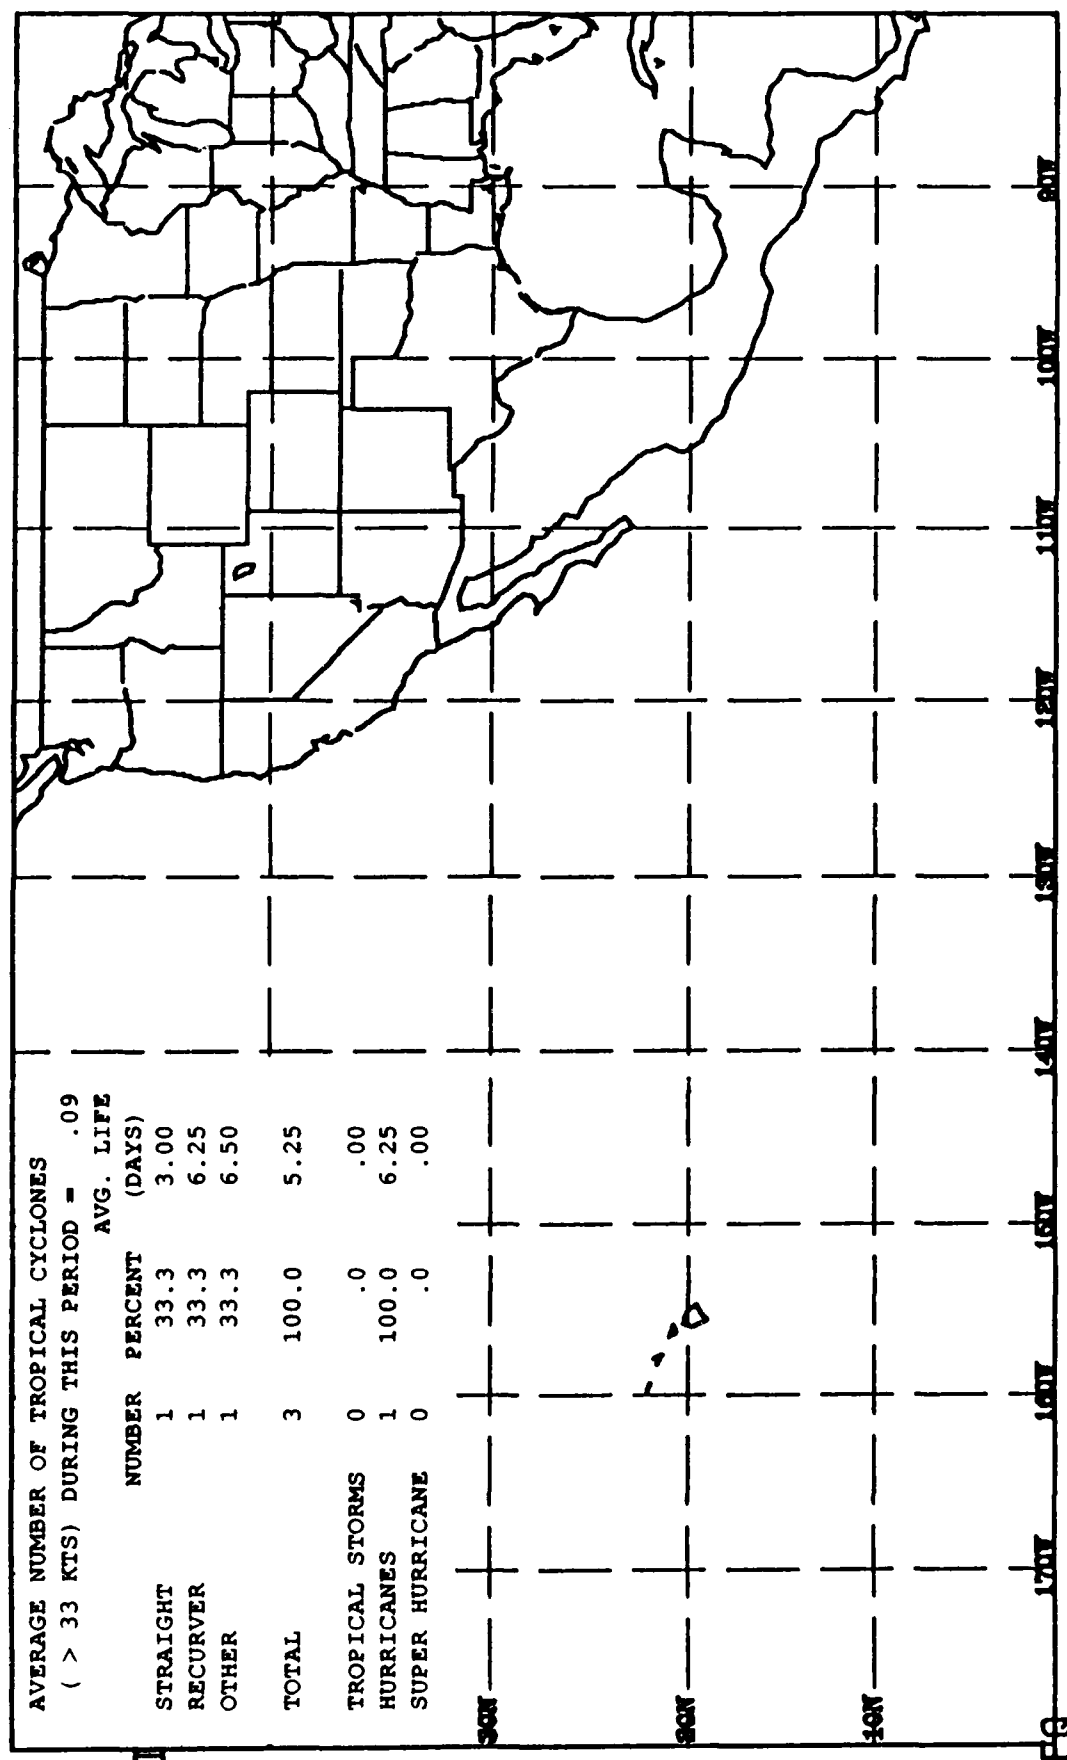 AVERAGE NUMBER OF TROPICAL CYCLONES
( > 33 KTS) DURING THIS PERIOD = .09
AVG. LIFE
NUMBER PERCENT (DAYS)
STRAIGHT 1 33.3 3.00
RECURVER 1 33.3 6.25
OTHER 1 33.3 6.50
TOTAL 3 100.0 5.25
TROPICAL STORMS 0 .0 .00
HURRICANES 1 100.0 6.25
SUPER HURRICANE 0 .0 .00
30N
20N
10N
170W 160W 150W 140W 130W 120W 110W 100W 90W